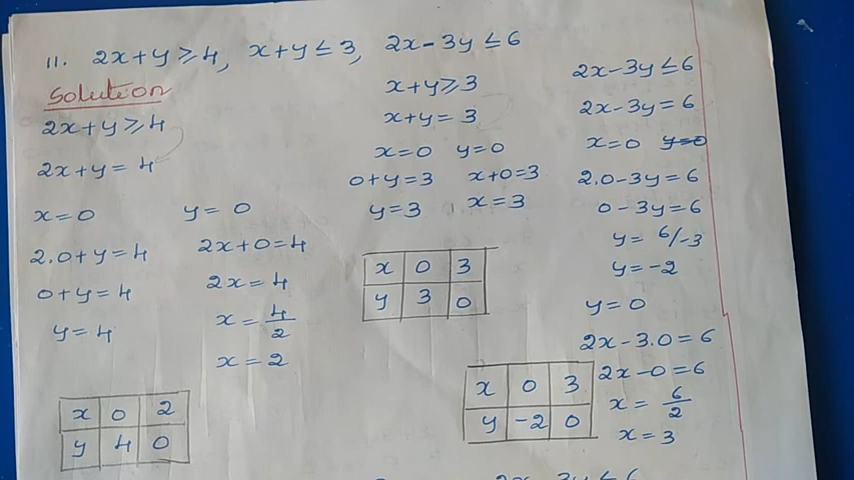 11. 2x+y≥4, x+y≤3, 2x-3y≤6
Solution
2x+y≥4
2x+y=4
x=0 y=0
2.0+y=4 2x+0=4
0+y=4 2x=4
y=4 x=4/2
x=2
x 0 2
y 4 0
x+y≥3
x+y=3
x=0 y=0
0+y=3 x+0=3
y=3 x=3
x 0 3
y 3 0
2x-3y≤6
2x-3y=6
x=0 y=0
2.0-3y=6
0-3y=6
y=6/-3
y=-2
y=0
2x-3.0=6
2x-0=6
x=6/2
x=3
x 0 3
y -2 0
2x-3y≤6